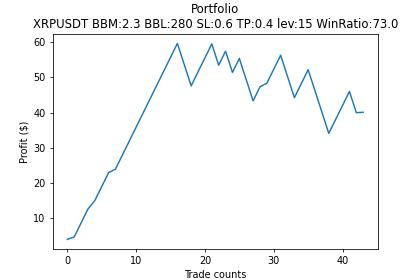 Portfolio
XRPUSDT BBM:2.3 BBL:280 SL:0.6 TP:0.4 lev:15 WinRatio:73.0
60
50
40
30
20
10
Profit ($)
0 10 20 30 40
Trade counts